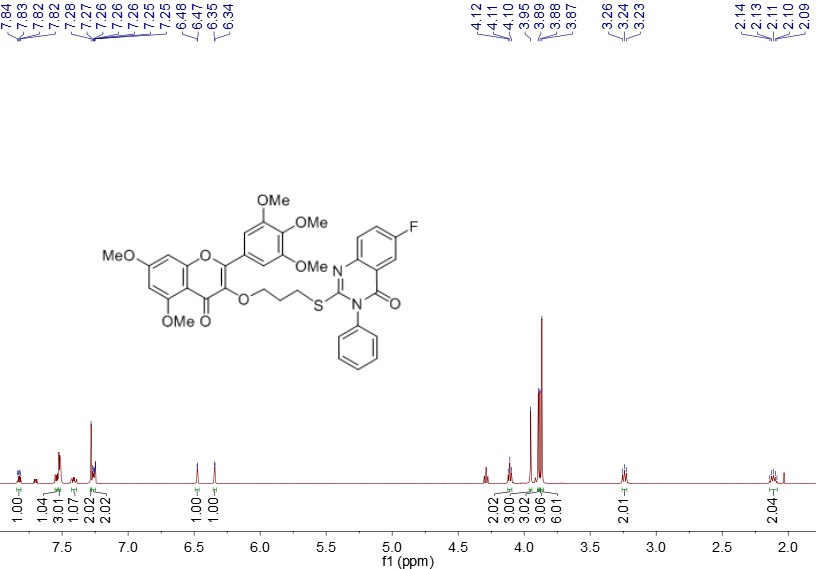 7.84 7.83 7.82 7.82 7.28 7.27 7.26 7.26 7.26 7.25 7.25 6.48 6.47 6.35 6.34 4.12 4.11 4.10 3.95 3.89 3.88 3.87 3.26 3.24 3.23 2.14 2.13 2.11 2.10 2.09
OMe
OMe
F
MeO
O
OMe
N
O
S
N
O
OMe
O
1.00 1.04 3.01 1.07 2.02 2.02 1.00 1.00 2.02 3.00 3.02 3.06 6.01 2.01 2.04
7.5 7.0 6.5 6.0 5.5 5.0 4.5 4.0 3.5 3.0 2.5 2.0
f1 (ppm)